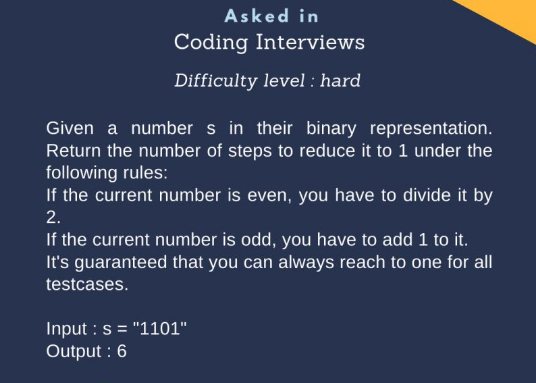 Asked in
Coding Interviews
Difficulty level : hard
Given a number s in their binary representation.
Return the number of steps to reduce it to 1 under the
following rules:
If the current number is even, you have to divide it by
2.
If the current number is odd, you have to add 1 to it.
It's guaranteed that you can always reach to one for all
testcases.
Input : s = "1101"
Output : 6